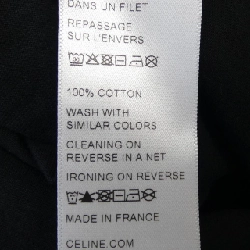 DANS UN FILET
REPASSAGE
SUR L'ENVERS
100% COTTON
WASH WITH
SIMILAR COLORS
CLEANING ON
REVERSE IN A NET
IRONING ON REVERSE
MADE IN FRANCE
CELINE.COM